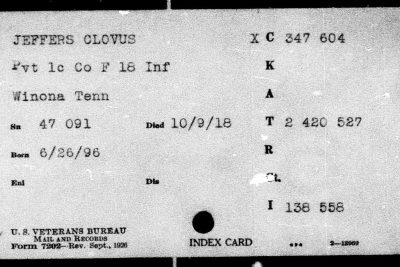 JEFFERS CLOVUS X C 347 604
Pvt 1c Co F 18 Inf K
Winona Tenn A
Sn 47 091 Died 10/9/18 T 2 420 527
Born 6/26/96 R
Enl Dis St.
I 138 558
U. S. VETERANS BUREAU
MAIL AND RECORDS
Form 7202—Rev. Sept., 1926 INDEX CARD